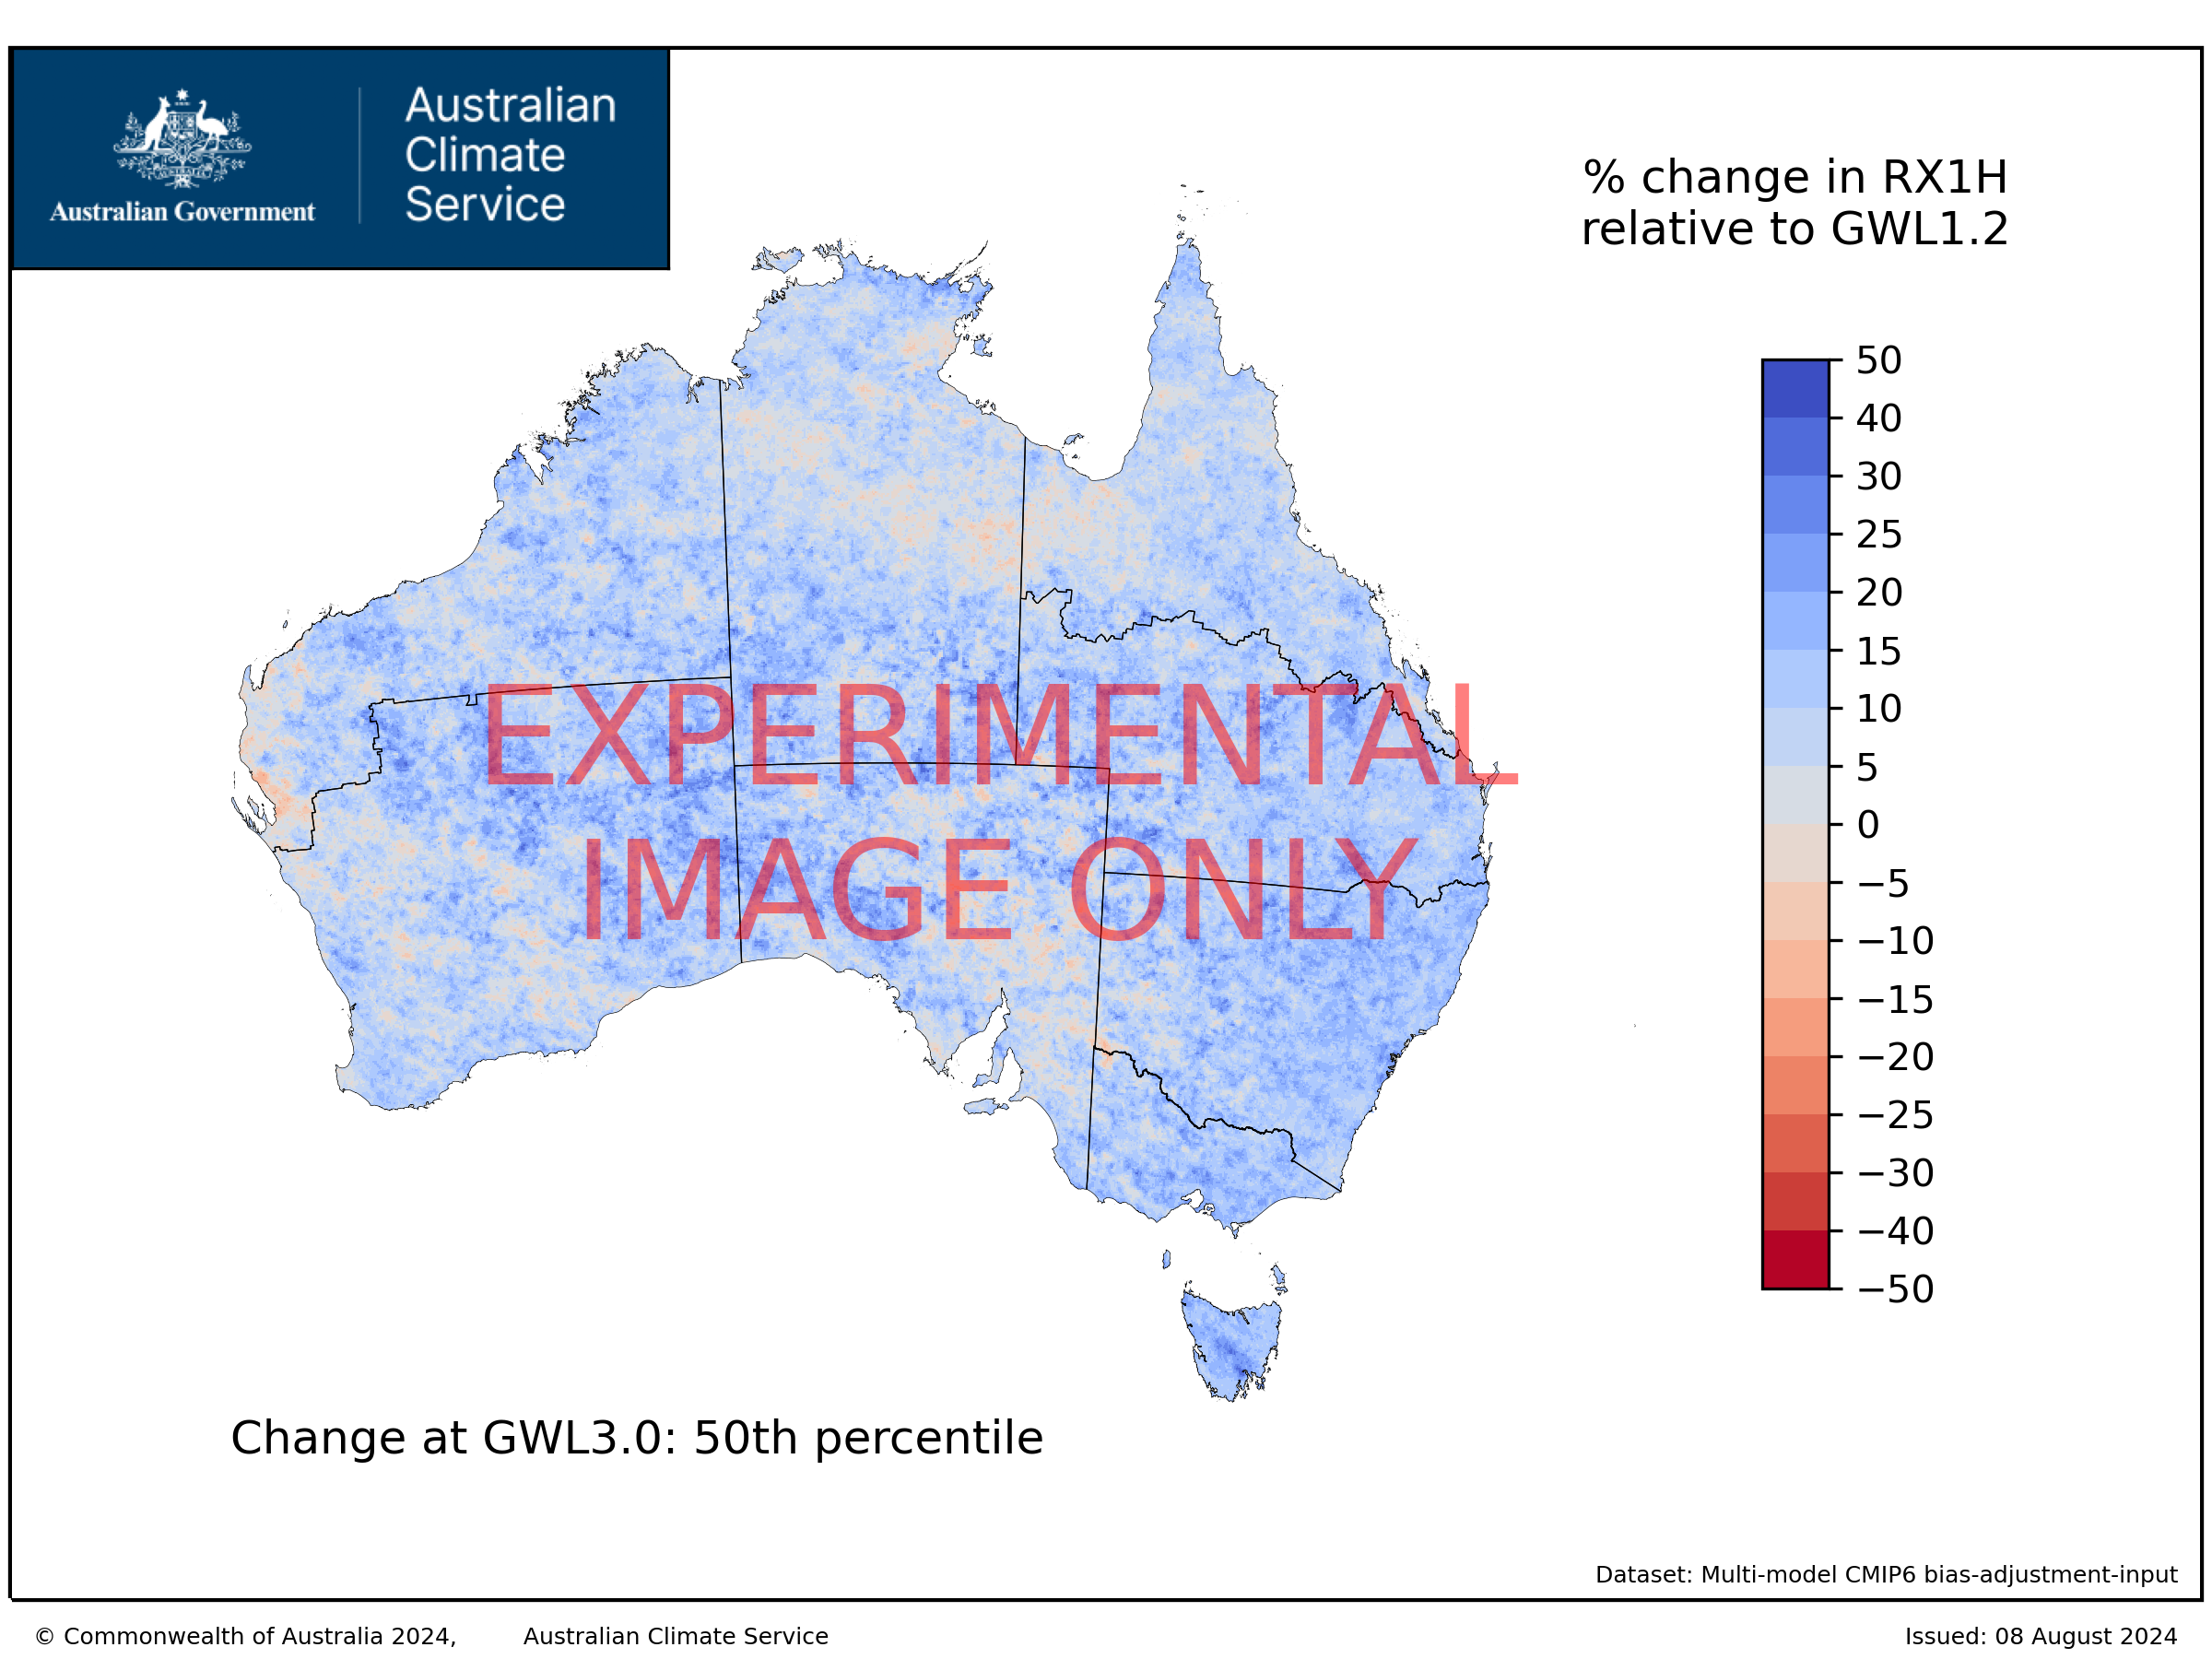 Australian Government
Australian
Climate
Service
% change in RX1H
relative to GWL1.2
50
40
30
25
20
15
10
5
0
−5
−10
−15
−20
−25
−30
−40
−50
EXPERIMENTAL
IMAGE ONLY
Change at GWL3.0: 50th percentile
Dataset: Multi-model CMIP6 bias-adjustment-input
© Commonwealth of Australia 2024, Australian Climate Service
Issued: 08 August 2024